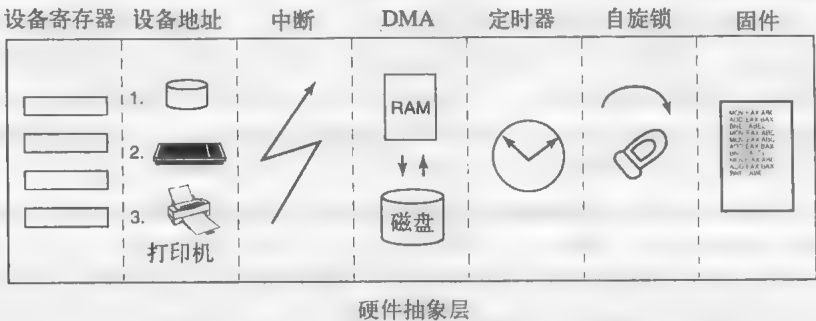 设备寄存器 设备地址 中断 DMA 定时器 自旋锁 固件
1.
2.
3.
打印机
RAM
磁盘
硬件抽象层